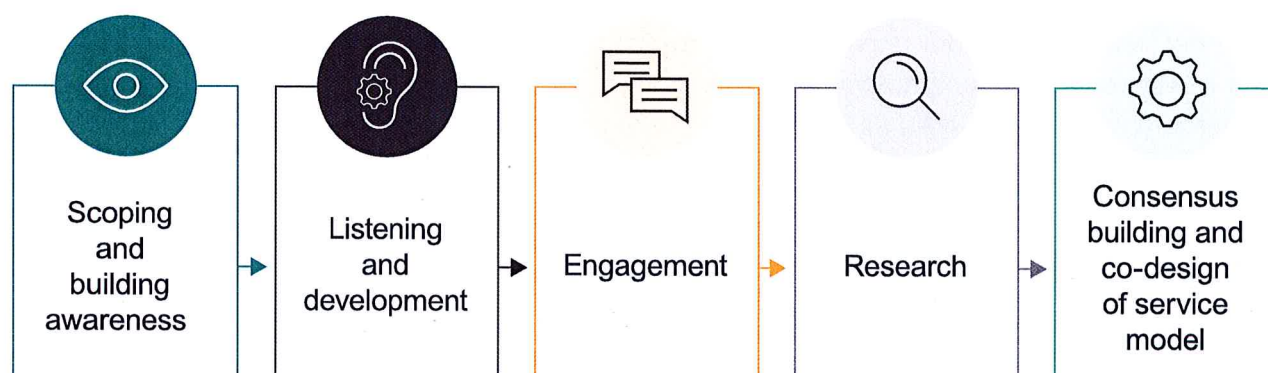 Scoping
and
building
awareness
Listening
and
development
Engagement
Research
Consensus
building and
co-design
of service
model